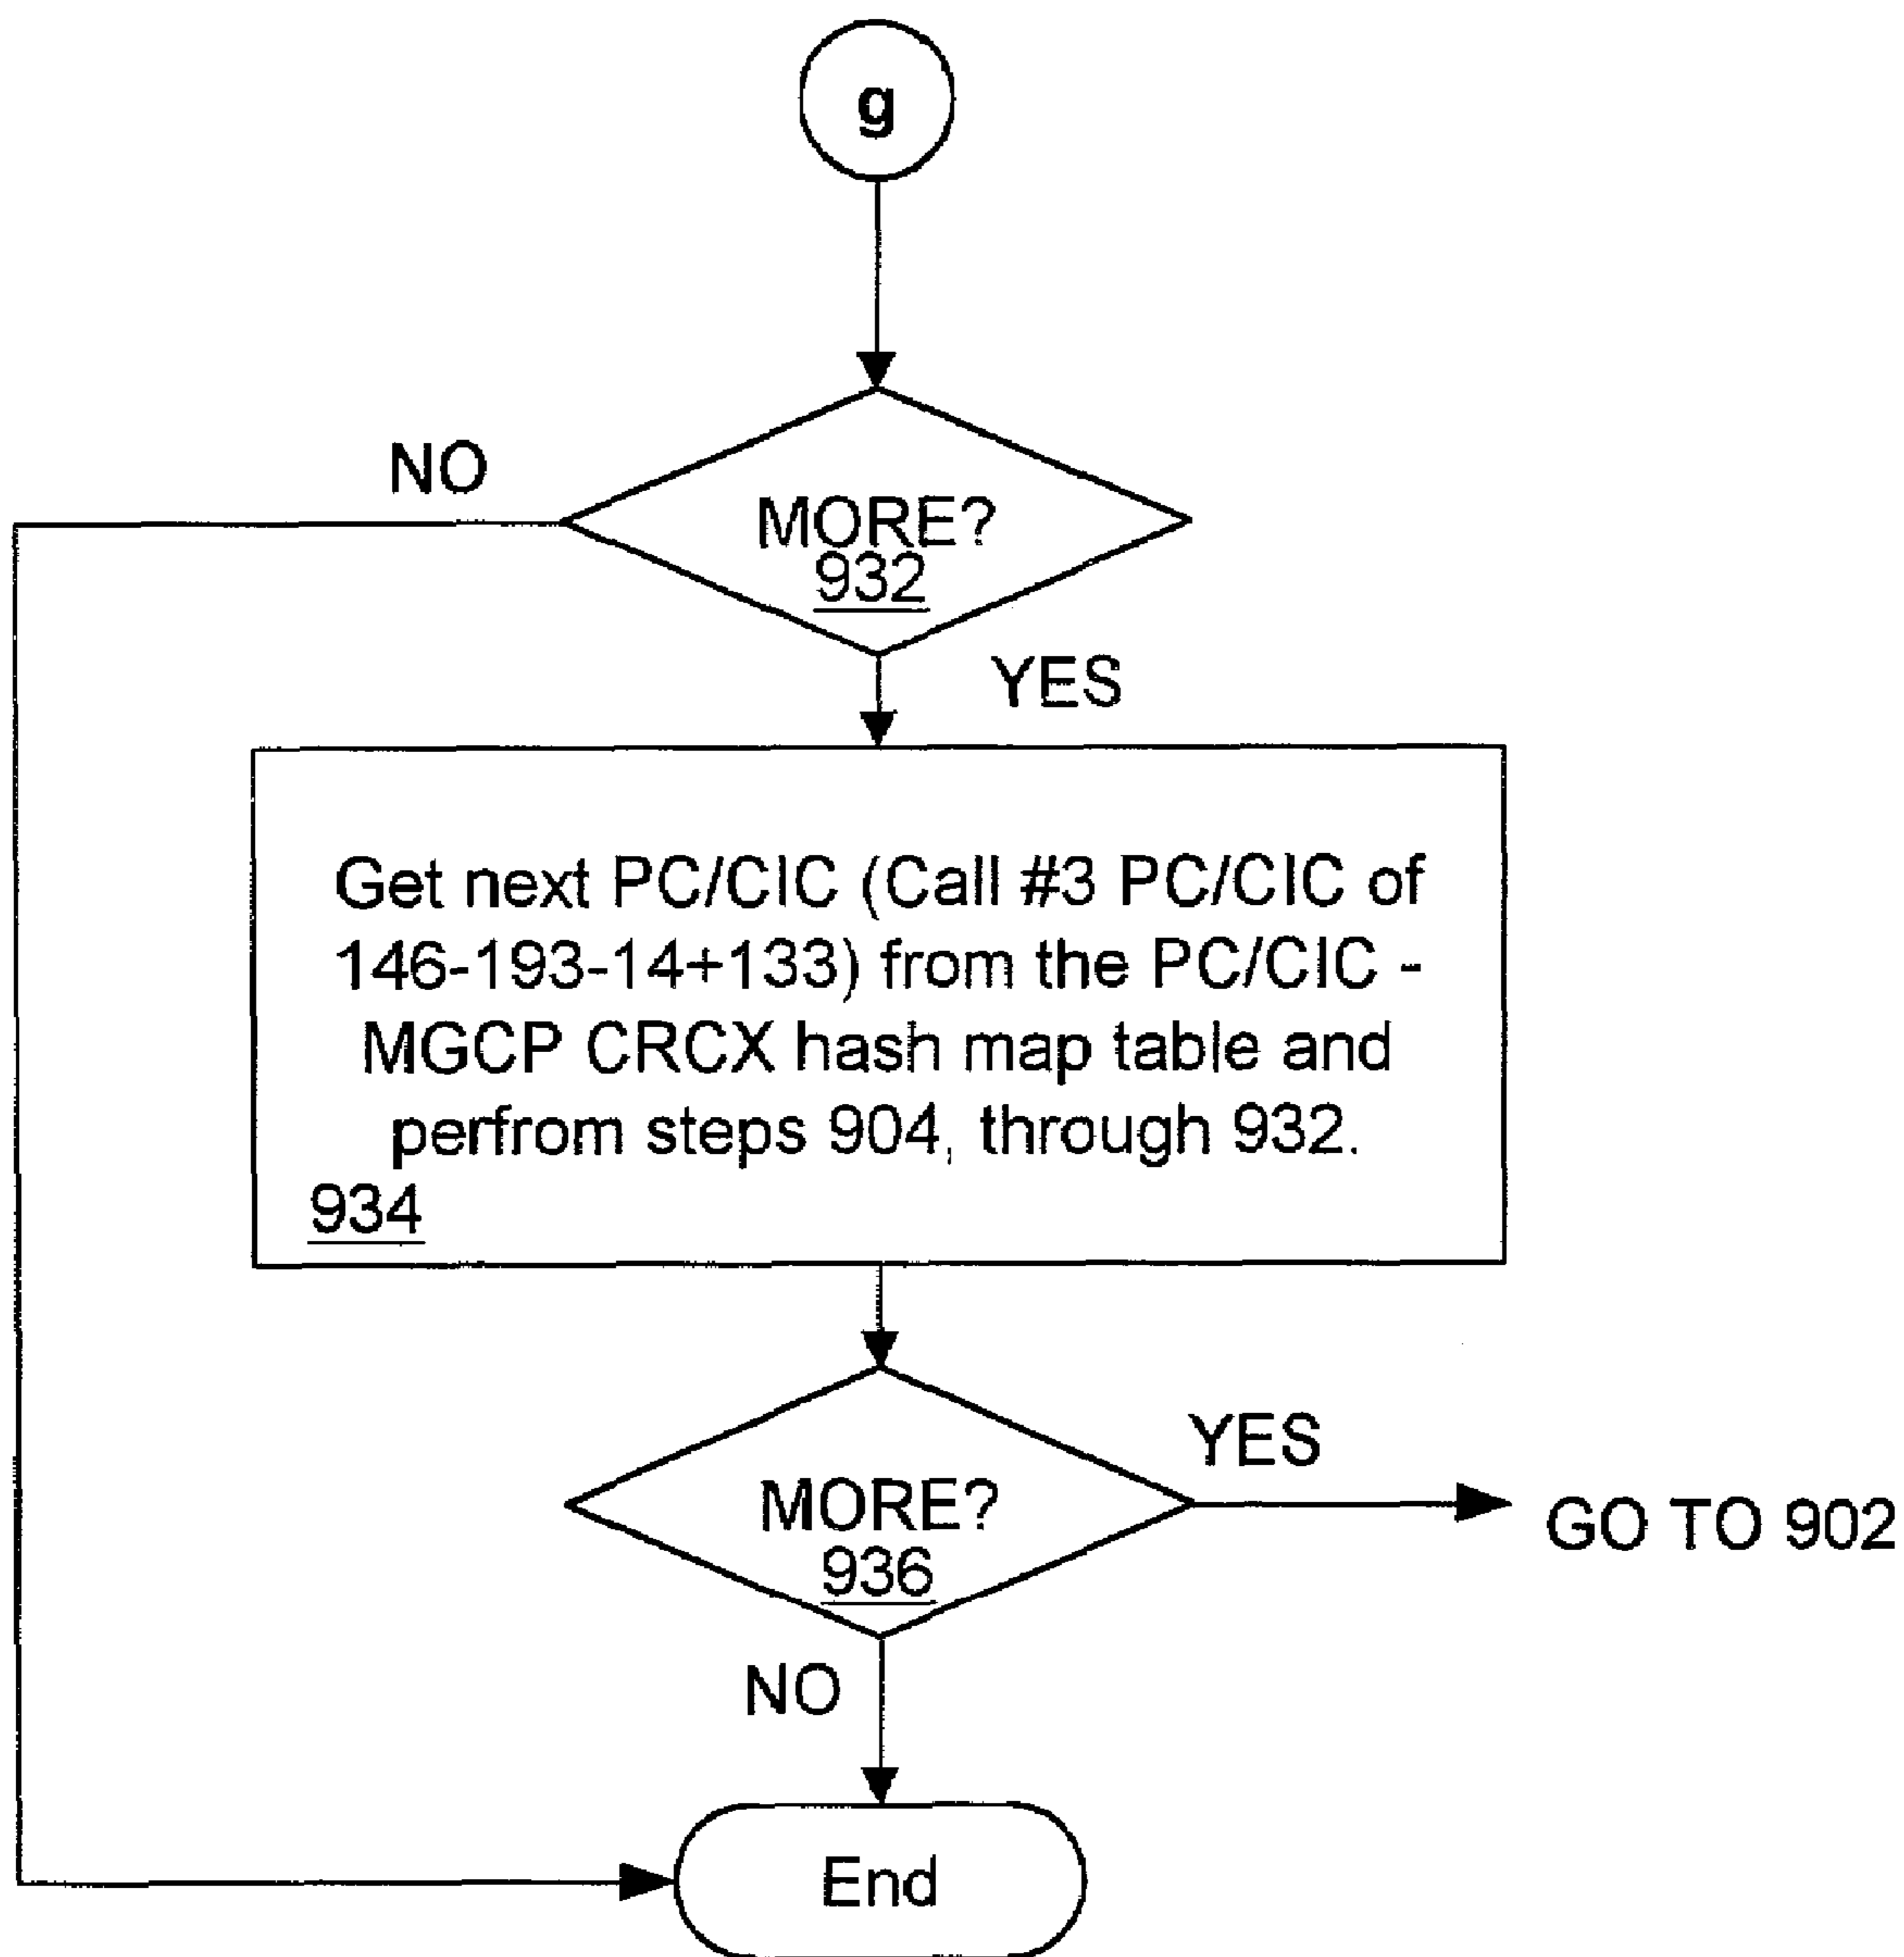 g
NO
MORE?
932
YES
Get next PC/CIC (Call #3 PC/CIC of
146-193-14+133) from the PC/CIC -
MGCP CRCX hash map table and
perfrom steps 904, through 932.
934
YES
MORE?
936
GO TO 902
NO
End